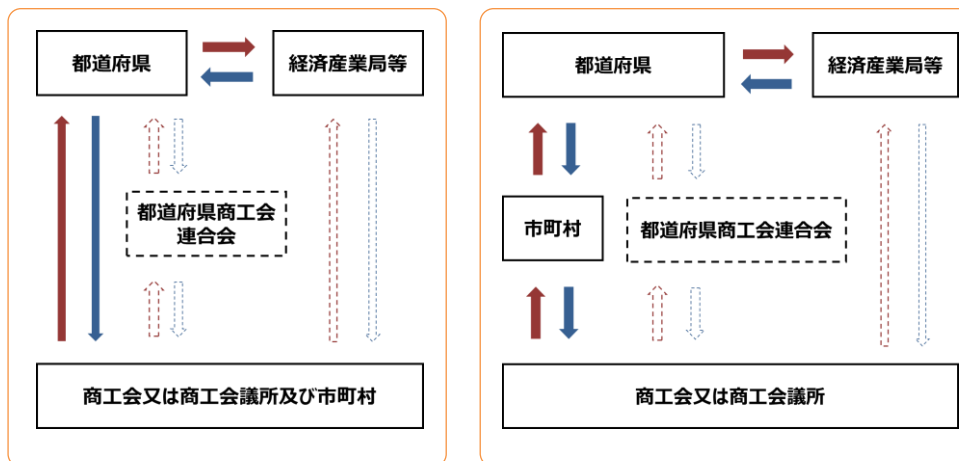 都道府県
経済産業局等
都道府県商工会
連合会
商工会又は商工会議所及び市町村
都道府県
経済産業局等
市町村
都道府県商工会連合会
商工会又は商工会議所